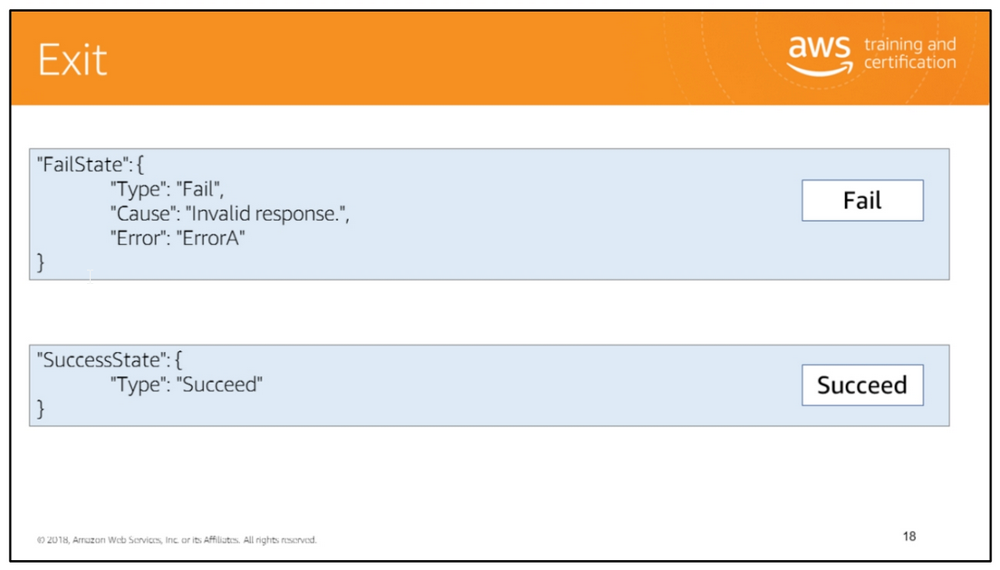 Exit
aws training and
certification
"FailState": {
"Type": "Fail",
"Cause": "Invalid response.",
"Error": "ErrorA"
}
Fail
"SuccessState": {
"Type": "Succeed"
}
Succeed
© 2018, Amazon Web Services, Inc. or its Affiliates. All rights reserved.
18